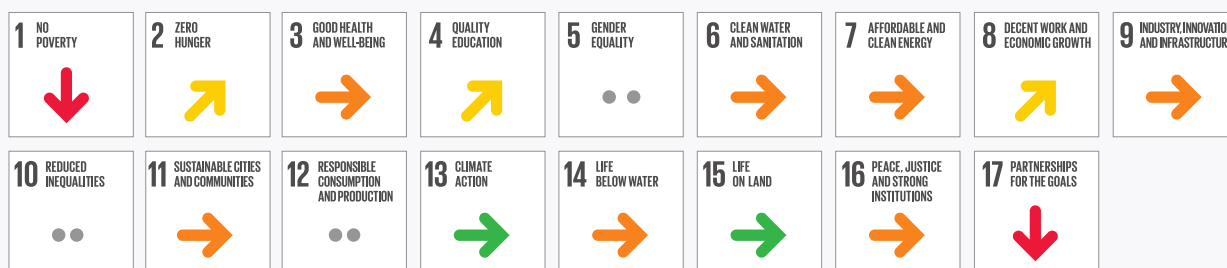 1 NO
POVERTY
2 ZERO
HUNGER
3 GOOD HEALTH
AND WELL-BEING
4 QUALITY
EDUCATION
5 GENDER
EQUALITY
6 CLEAN WATER
AND SANITATION
7 AFFORDABLE AND
CLEAN ENERGY
8 DECENT WORK AND
ECONOMIC GROWTH
9 INDUSTRY, INNOVATIO
AND INFRASTRUCTUR
10 REDUCED
INEQUALITIES
11 SUSTAINABLE CITIES
AND COMMUNITIES
12 RESPONSIBLE
CONSUMPTION
AND PRODUCTION
13 CLIMATE
ACTION
14 LIFE
BELOW WATER
15 LIFE
ON LAND
16 PEACE, JUSTICE
AND STRONG
INSTITUTIONS
17 PARTNERSHIPS
FOR THE GOALS